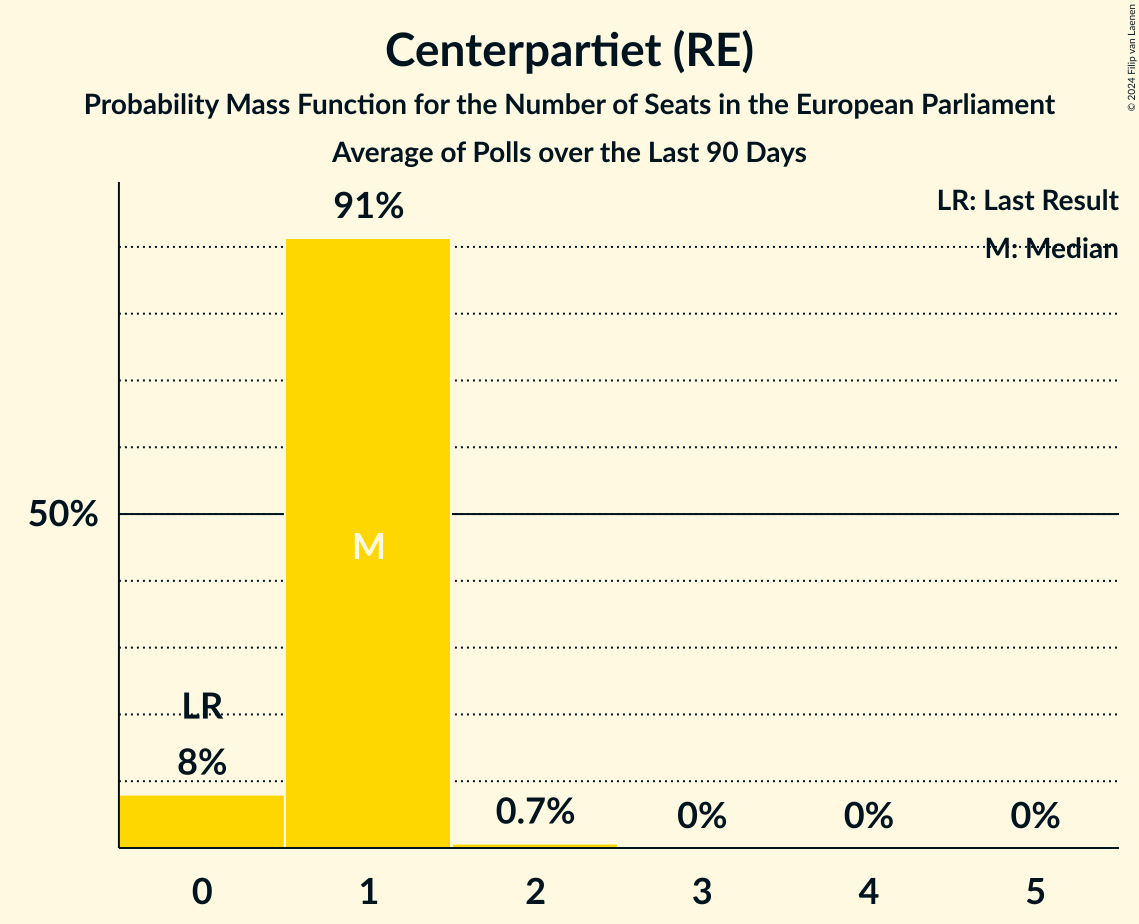 Centerpartiet (RE)
Probability Mass Function for the Number of Seats in the European Parliament
Average of Polls over the Last 90 Days
© 2024 Filip van Laenen
LR: Last Result
M: Median
91%
50%
M
LR
8%
0.7%
0%
0%
0%
0
1
2
3
4
5